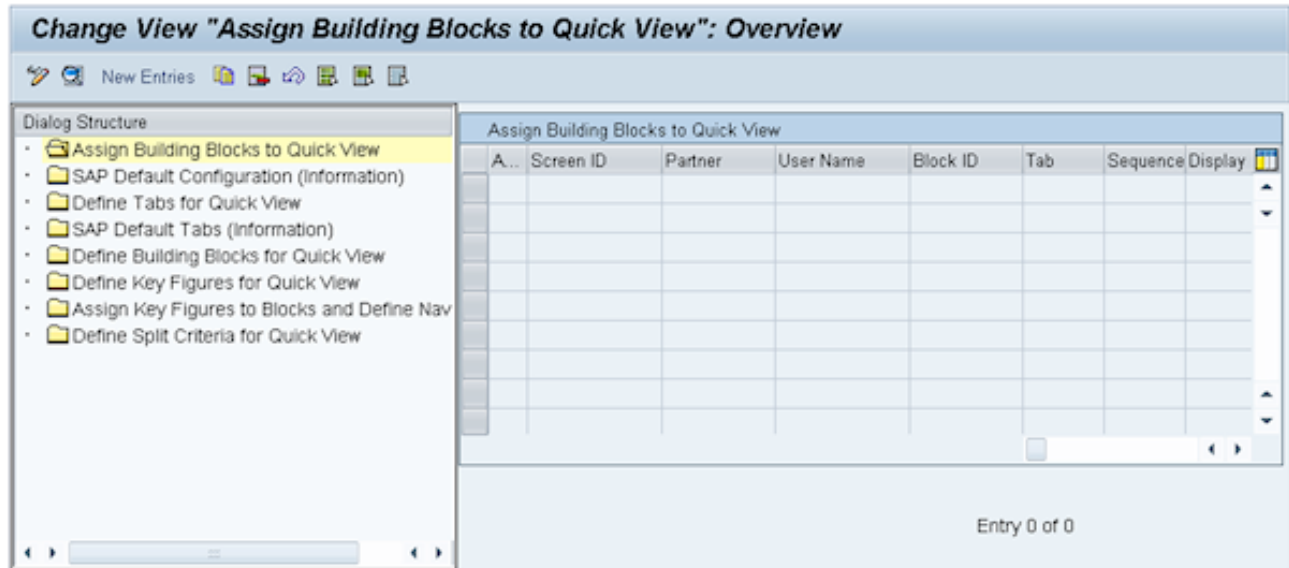 Change View "Assign Building Blocks to Quick View": Overview
New Entries
Dialog Structure
Assign Building Blocks to Quick View
SAP Default Configuration (Information)
Define Tabs for Quick View
SAP Default Tabs (Information)
Define Building Blocks for Quick View
Define Key Figures for Quick View
Assign Key Figures to Blocks and Define Nav
Define Split Criteria for Quick View
Assign Building Blocks to Quick View
A... Screen ID Partner User Name Block ID Tab Sequence Display
Entry 0 of 0